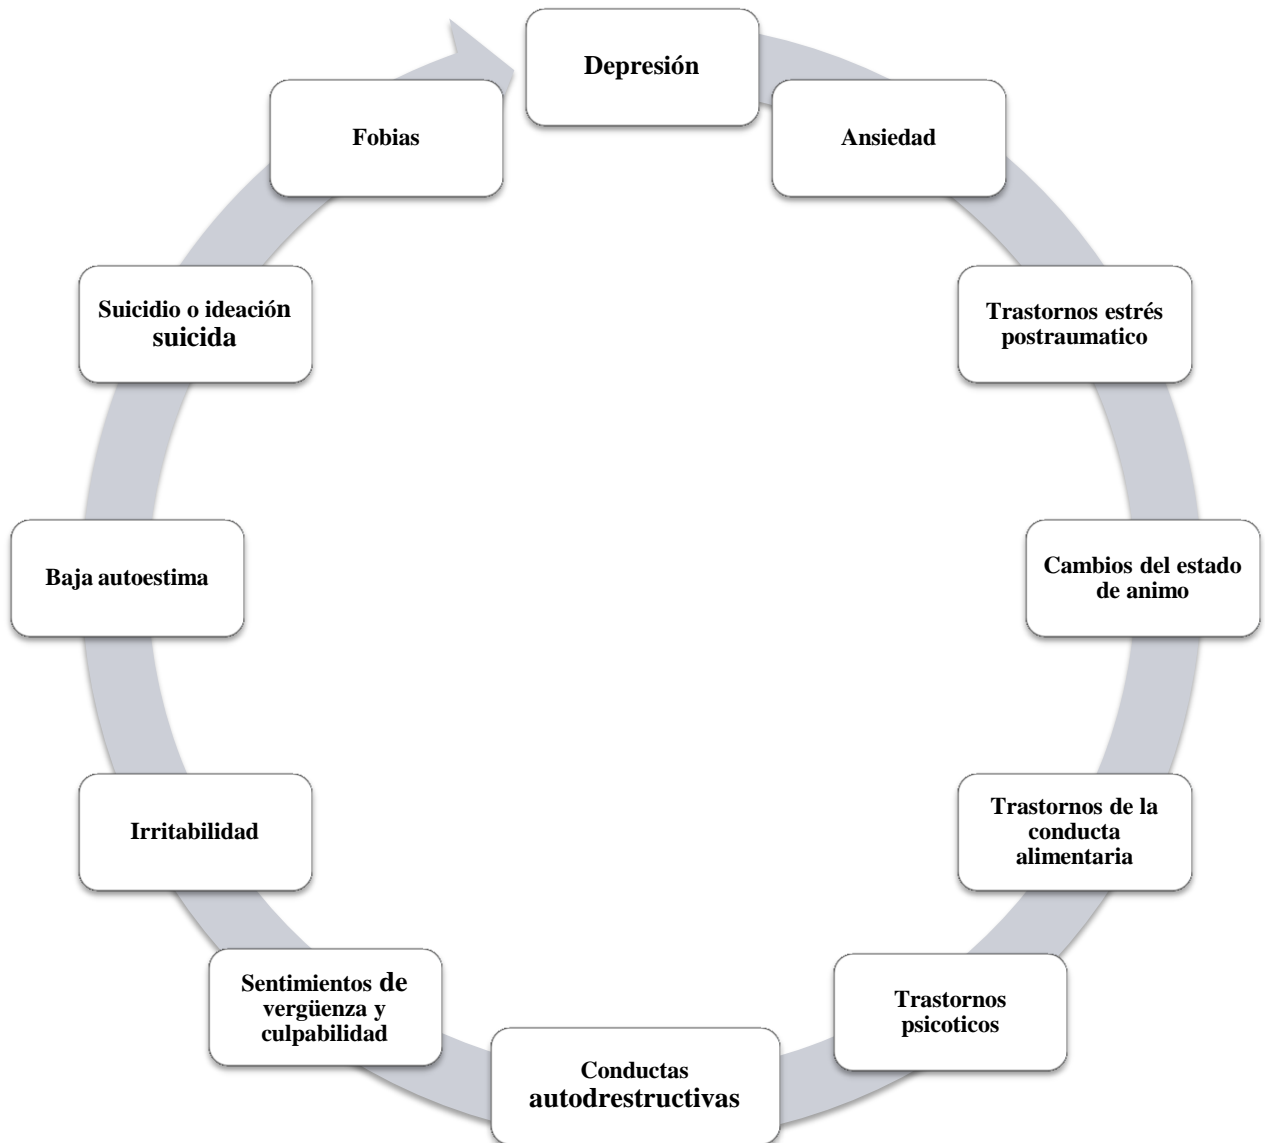 Depresión
Ansiedad
Trastornos estrés
postraumatico
Cambios del estado
de animo
Trastornos de la
conducta
alimentaria
Trastornos
psicoticos
Conductas
autodrestructivas
Sentimientos de
vergüenza y
culpabilidad
Irritabilidad
Baja autoestima
Suicidio o ideación
suicida
Fobias